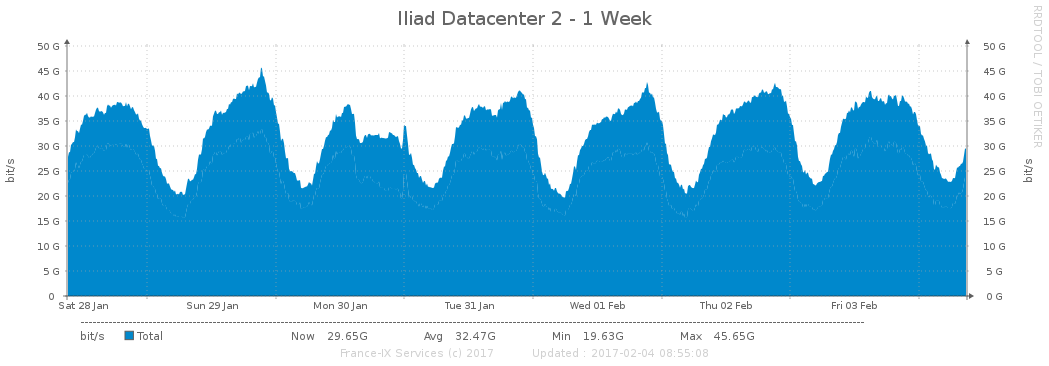 Iliad Datacenter 2 - 1 Week
RRDTOOL / TOBI OETIKER
bit/s
50 G
45 G
40 G
35 G
30 G
25 G
20 G
15 G
10 G
5 G
0
50 G
45 G
40 G
35 G
30 G
25 G
20 G
15 G
10 G
5 G
0 G
bit/s
Sat 28 Jan Sun 29 Jan Mon 30 Jan Tue 31 Jan Wed 01 Feb Thu 02 Feb Fri 03 Feb
bit/s Total Now 29.65G Avg 32.47G Min 19.63G Max 45.65G
France-IX Services (c) 2017 Updated : 2017-02-04 08:55:08